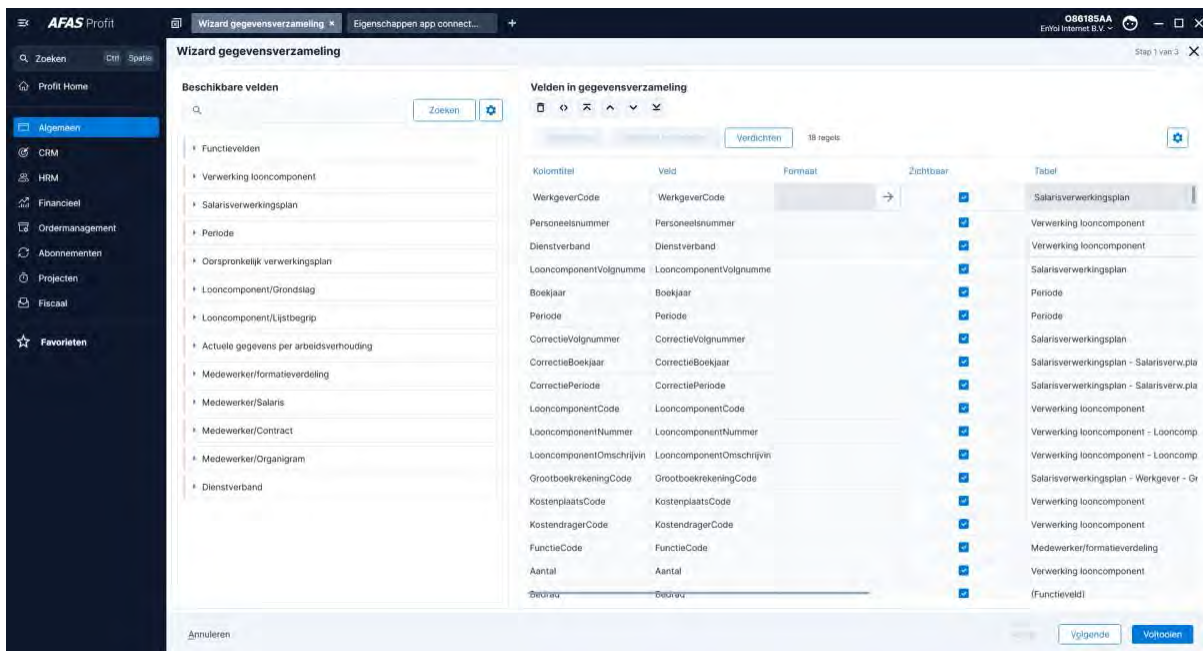 AFAS Profit
Wizard gegevensverzameling ×
Eigenschappen app connect...
+
O86185AA
EnYoi Internet B.V.
Zoeken Ctrl Spatie
Profit Home
Algemeen
CRM
HRM
Financieel
Ordermanagement
Abonnementen
Projecten
Fiscaal
Favorieten
Wizard gegevensverzameling
Stap 1 van 3
Beschikbare velden
Zoeken
Functievelden
Verwerking looncomponent
Salarisverwerkingsplan
Periode
Oorspronkelijk verwerkingsplan
Looncomponent/Grondslag
Looncomponent/Lijstbegrip
Actuele gegevens per arbeidsverhouding
Medewerker/formatieverdeling
Medewerker/Salaris
Medewerker/Contract
Medewerker/Organigram
Dienstverband
Velden in gegevensverzameling
Verdichten 18 regels
Kolomtitel Veld Formaat Zichtbaar Tabel
WerkgeverCode WerkgeverCode Salarisverwerkingsplan
Personeelsnummer Personeelsnummer Verwerking looncomponent
Dienstverband Dienstverband Verwerking looncomponent
LooncomponentVolgnumme LooncomponentVolgnumme Salarisverwerkingsplan
Boekjaar Boekjaar Periode
Periode Periode Periode
CorrectieVolgnummer CorrectieVolgnummer Salarisverwerkingsplan
CorrectieBoekjaar CorrectieBoekjaar Salarisverwerkingsplan - Salarisverw.pla
CorrectiePeriode CorrectiePeriode Salarisverwerkingsplan - Salarisverw.pla
LooncomponentCode LooncomponentCode Verwerking looncomponent
LooncomponentNummer LooncomponentNummer Verwerking looncomponent - Looncomp
LooncomponentOmschrijvin LooncomponentOmschrijvin Verwerking looncomponent - Looncomp
GrootboekrekeningCode GrootboekrekeningCode Salarisverwerkingsplan - Werkgever - Gr
KostenplaatsCode KostenplaatsCode Verwerking looncomponent
KostendragerCode KostendragerCode Verwerking looncomponent
FunctieCode FunctieCode Medewerker/formatieverdeling
Aantal Aantal Verwerking looncomponent
Bedrag Bedrag (Functieveld)
Annuleren
Volgende
Voltooien